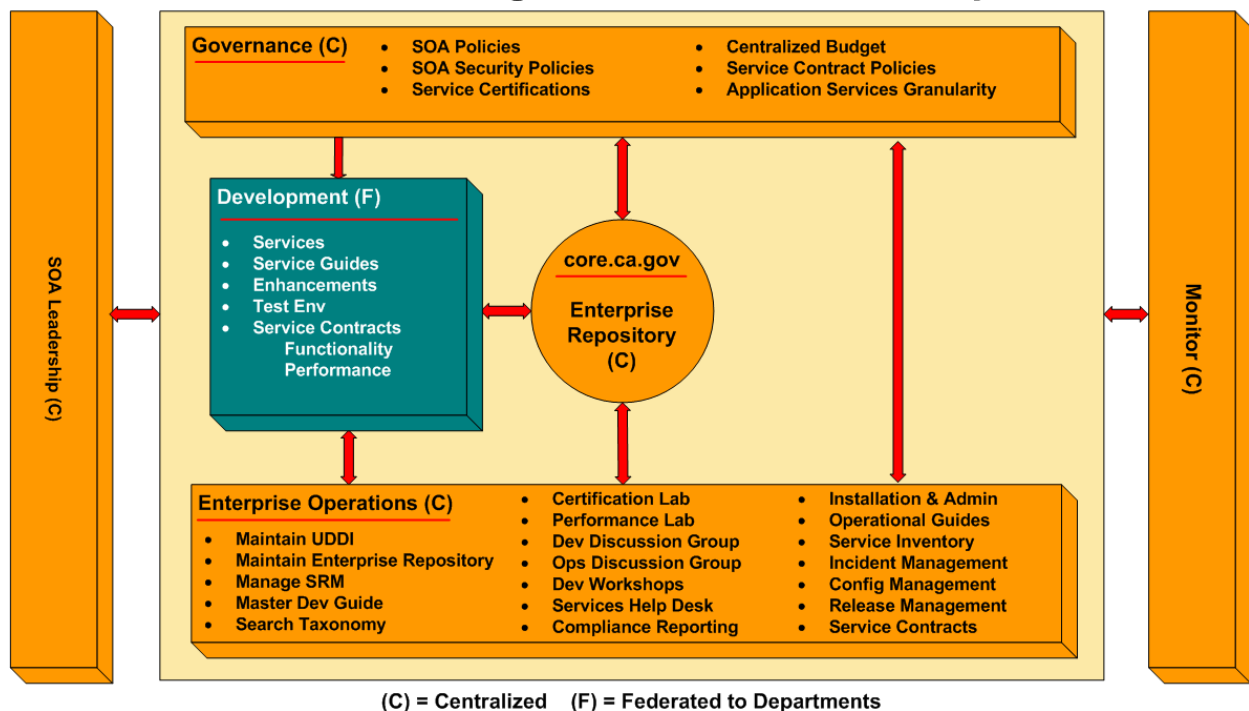 Governance (C)
• SOA Policies
• SOA Security Policies
• Service Certifications
• Centralized Budget
• Service Contract Policies
• Application Services Granularity
SOA Leadership (C)
Development (F)
• Services
• Service Guides
• Enhancements
• Test Env
• Service Contracts
Functionality
Performance
core.ca.gov
Enterprise
Repository
(C)
Monitor (C)
Enterprise Operations (C)
• Maintain UDDI
• Maintain Enterprise Repository
• Manage SRM
• Master Dev Guide
• Search Taxonomy
• Certification Lab
• Performance Lab
• Dev Discussion Group
• Ops Discussion Group
• Dev Workshops
• Services Help Desk
• Compliance Reporting
• Installation & Admin
• Operational Guides
• Service Inventory
• Incident Management
• Config Management
• Release Management
• Service Contracts
(C) = Centralized (F) = Federated to Departments